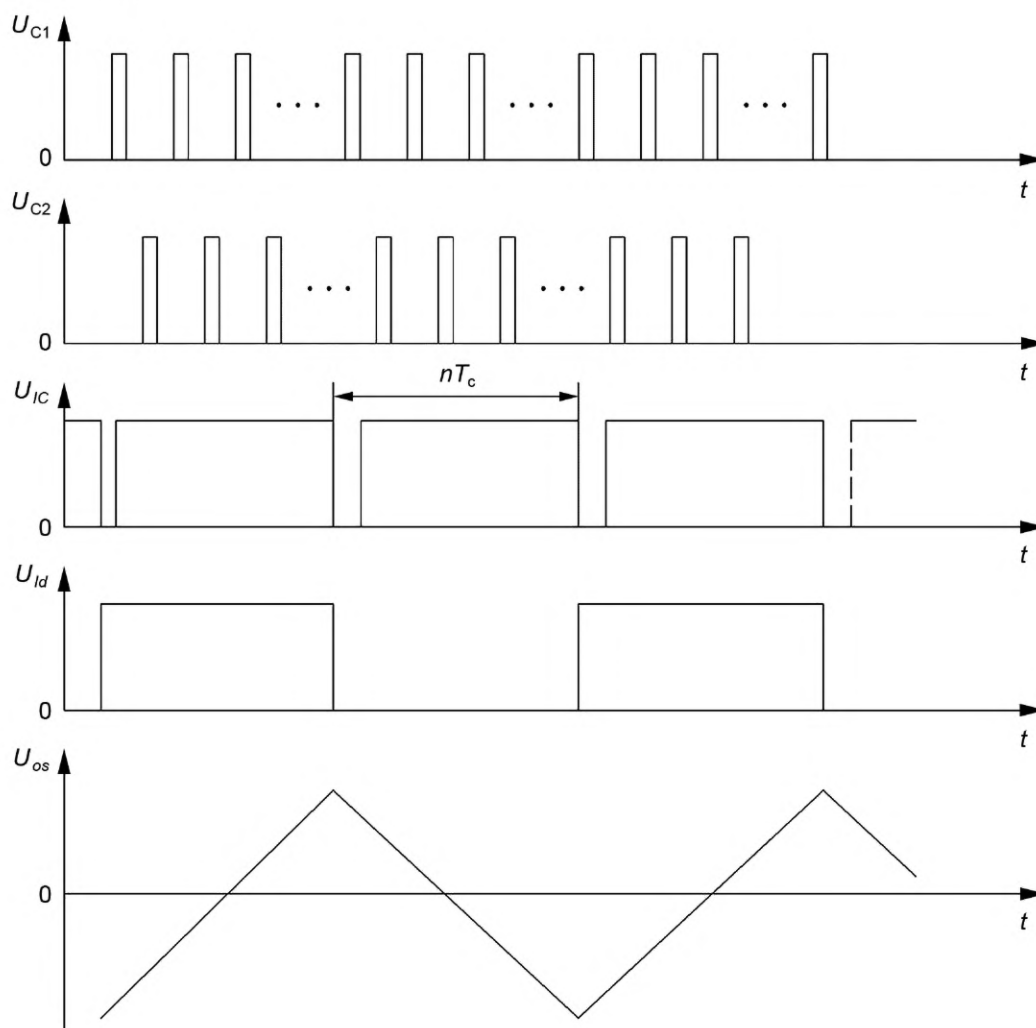 U_C1
. . .
. . .
. . .
0
t
U_C2
. . .
. . .
0
t
nT_c
U_IC
0
t
U_Id
0
t
U_os
0
t